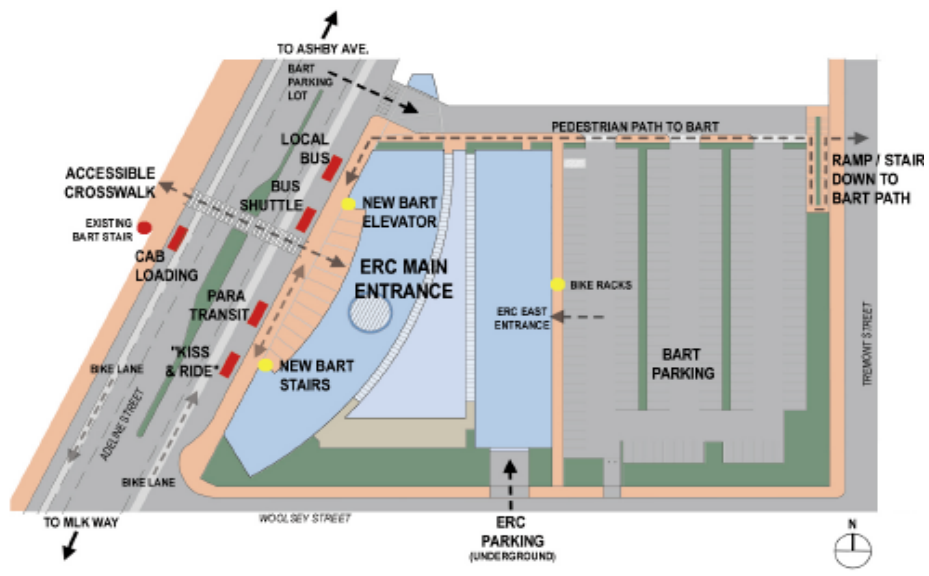 TO ASHBY AVE.
BART
PARKING
LOT
LOCAL
BUS
PEDESTRIAN PATH TO BART
ACCESSIBLE
CROSSWALK
BUS
SHUTTLE
RAMP / STAIR
DOWN TO
BART PATH
NEW BART
ELEVATOR
EXISTING
BART STAIR
CAB
LOADING
ERC MAIN
ENTRANCE
BIKE RACKS
PARA
TRANSIT
ERC EAST
ENTRANCE
TREMONT STREET
"KISS
& RIDE"
NEW BART
STAIRS
BART
PARKING
BIKE LANE
ADELINE STREET
BIKE LANE
TO MLK WAY
WOOLSEY STREET
ERC
PARKING
(UNDERGROUND)
N